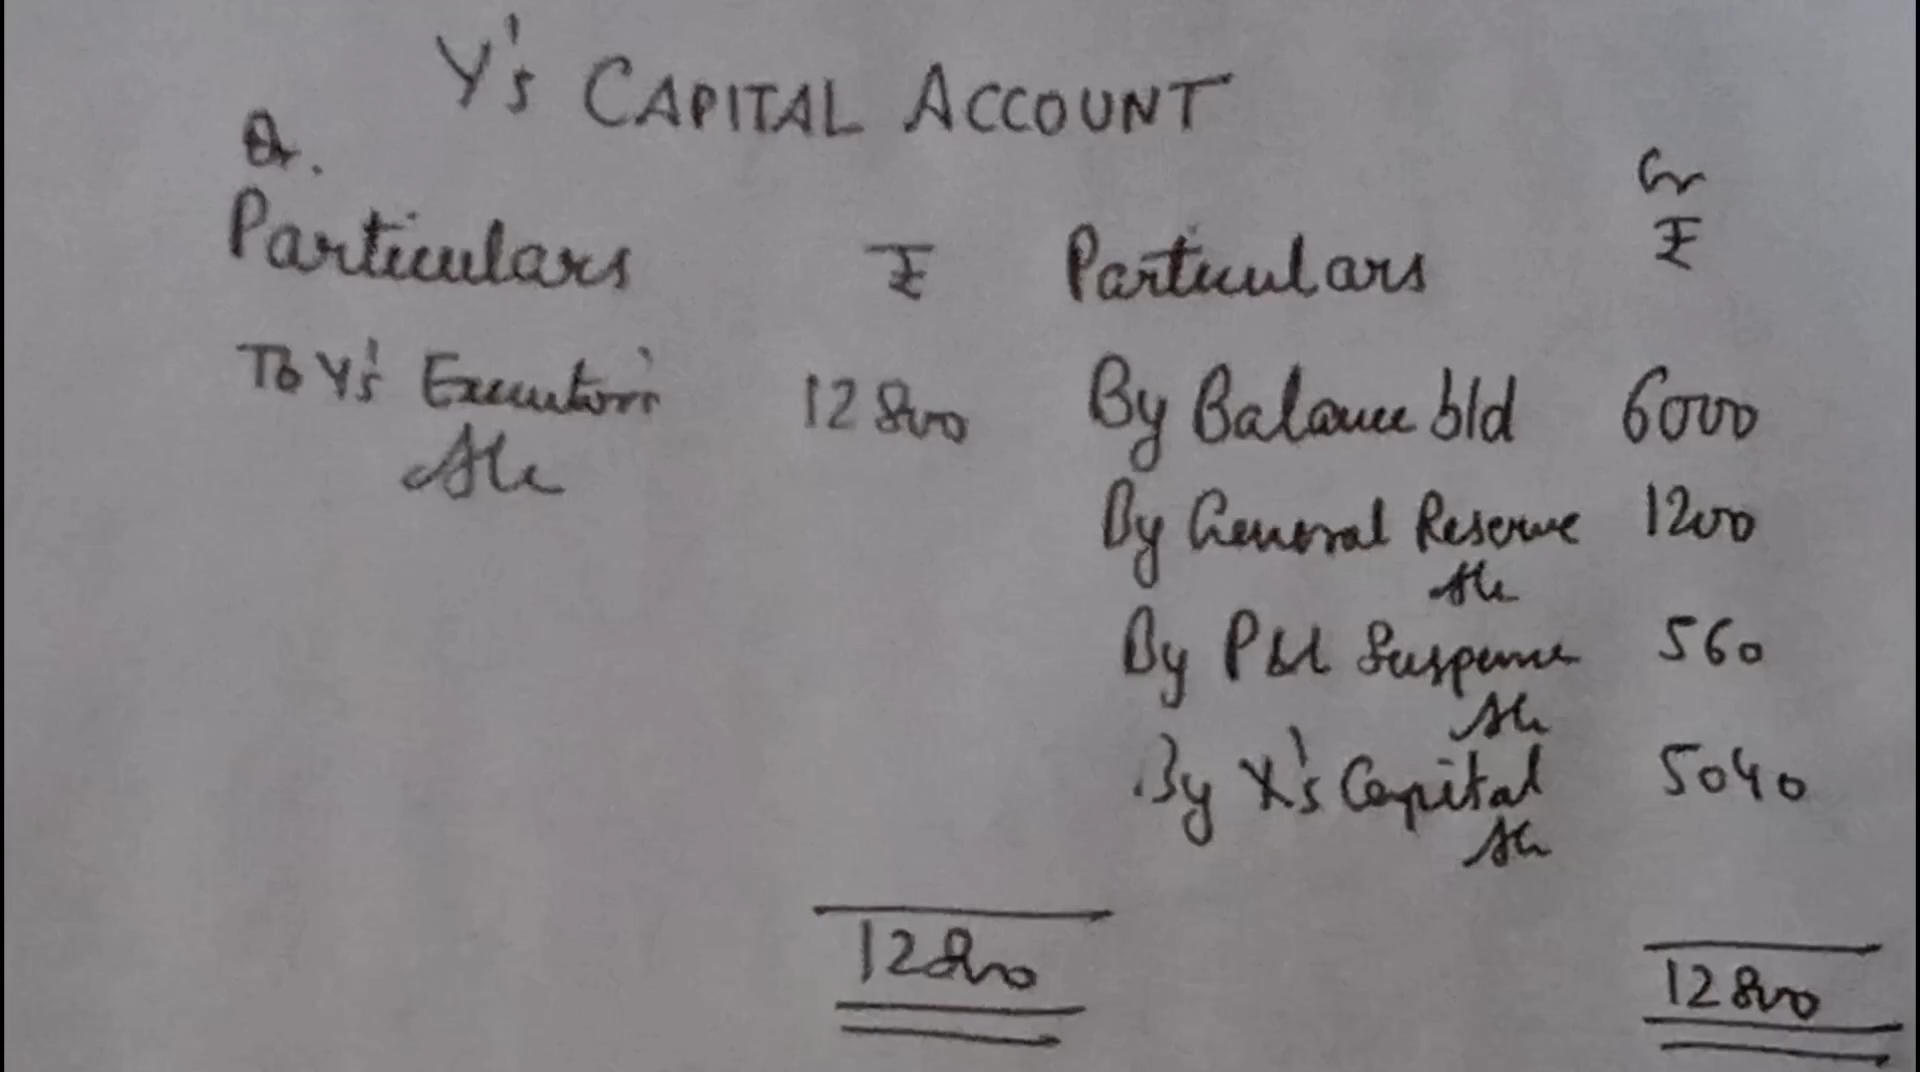 Y's CAPITAL ACCOUNT
Dr.
Cr
Particulars ₹ Particulars ₹
To Y's Executors' 12800 By Balance b/d 6000
A/c
By General Reserve 1200
A/c
By P&L Suspense 560
A/c
By X's Capital 5040
A/c
12800 12800